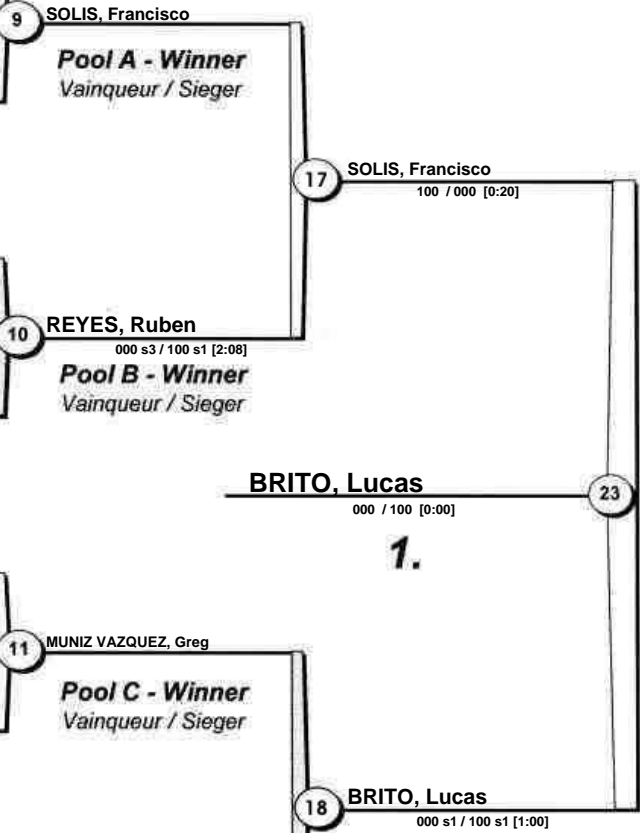 9
SOLIS, Francisco
Pool A - Winner
Vainqueur / Sieger
17
SOLIS, Francisco
100 / 000 [0:20]
10
REYES, Ruben
000 s3 / 100 s1 [2:08]
Pool B - Winner
Vainqueur / Sieger
BRITO, Lucas
000 / 100 [0:00]
23
1.
11
MUNIZ VAZQUEZ, Greg
Pool C - Winner
Vainqueur / Sieger
18
BRITO, Lucas
000 s1 / 100 s1 [1:00]